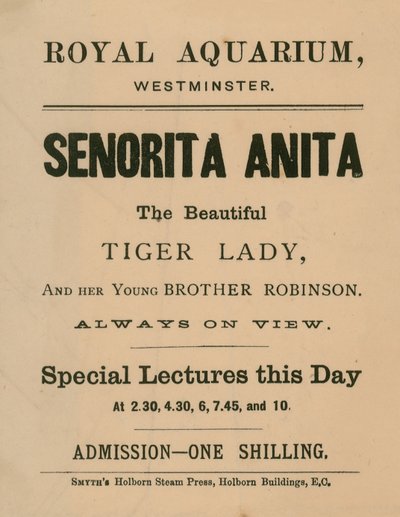 ROYAL AQUARIUM,
WESTMINSTER.
SENORITA ANITA
The Beautiful
TIGER LADY,
AND HER YOUNG BROTHER ROBINSON.
ALWAYS ON VIEW.
Special Lectures this Day
At 2.30, 4.30, 6, 7.45, and 10.
ADMISSION—ONE SHILLING.
SMYTH'S Holborn Steam Press, Holborn Buildings, E.C.